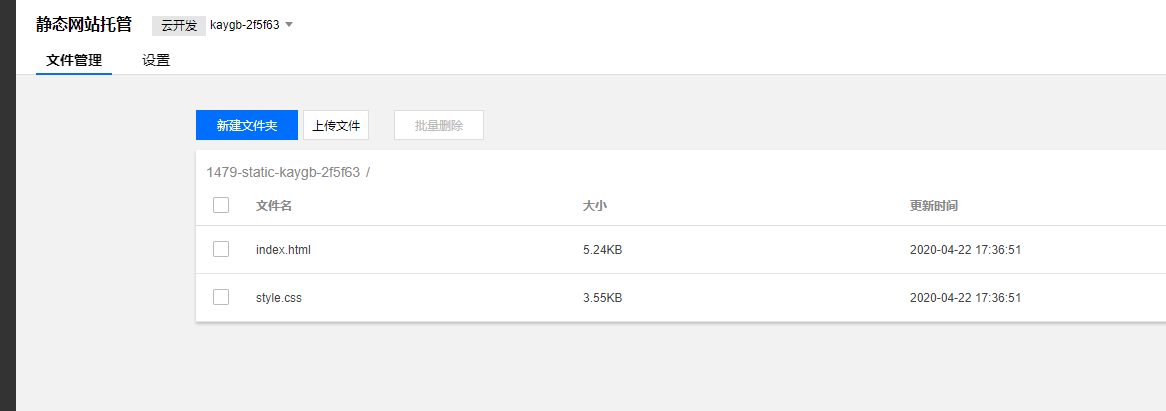 静态网站托管 云开发 kaygb-2f5f63
文件管理 设置
新建文件夹 上传文件 批量删除
1479-static-kaygb-2f5f63 /
文件名 大小 更新时间
index.html 5.24KB 2020-04-22 17:36:51
style.css 3.55KB 2020-04-22 17:36:51